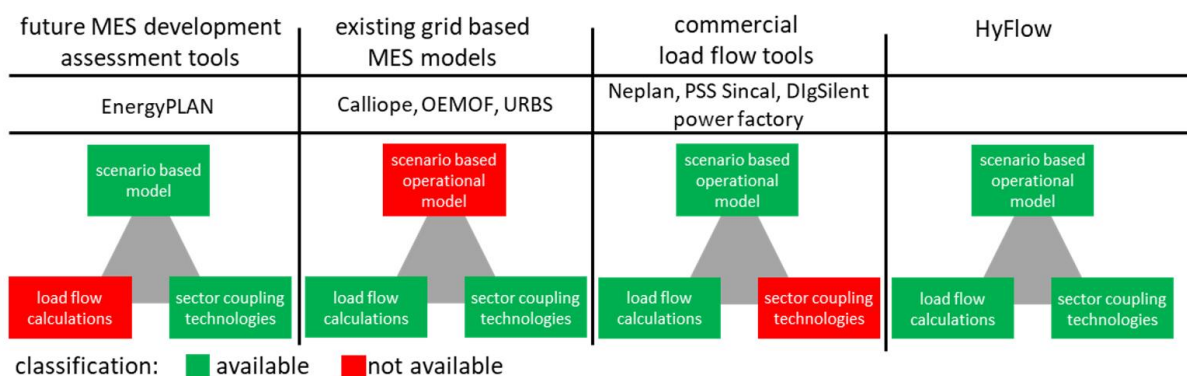 future MES development
assessment tools
existing grid based
MES models
commercial
load flow tools
HyFlow
EnergyPLAN
Calliope, OEMOF, URBS
Neplan, PSS Sincal, DIgSilent
power factory
scenario based
model
load flow
calculations
sector coupling
technologies
scenario based
operational
model
load flow
calculations
sector coupling
technologies
scenario based
operational
model
load flow
calculations
sector coupling
technologies
scenario based
operational
model
load flow
calculations
sector coupling
technologies
classification: available not available